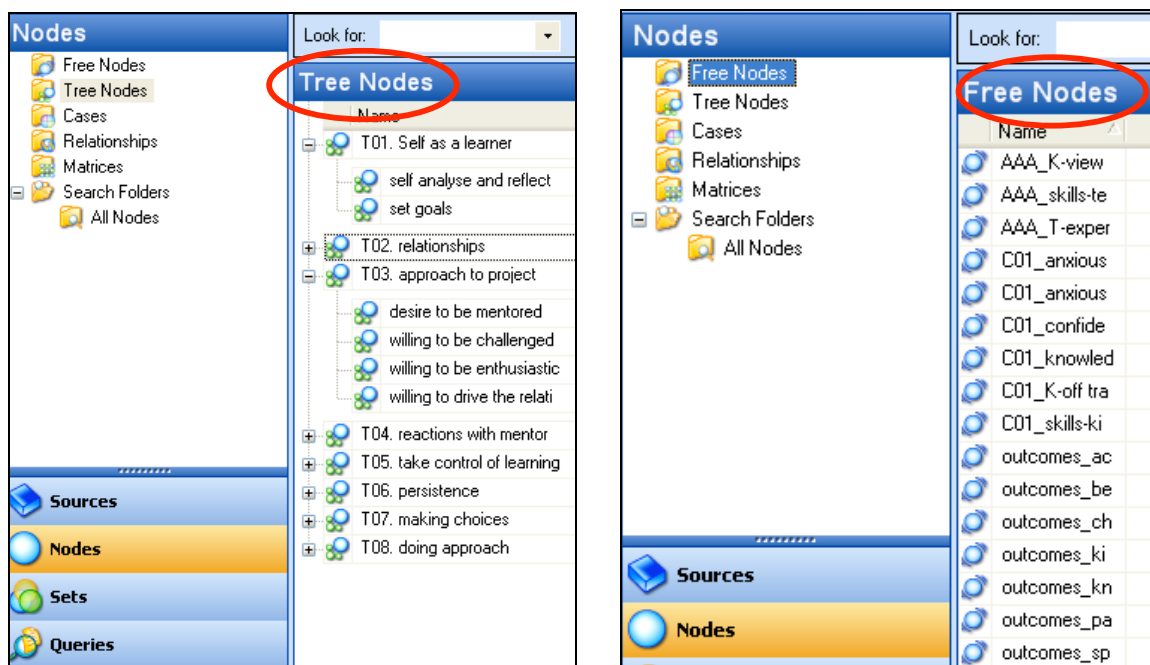 Nodes
Free Nodes
Tree Nodes
Cases
Relationships
Matrices
Search Folders
All Nodes
Sources
Nodes
Sets
Queries
Look for:
Tree Nodes
Name
T01. Self as a learner
self analyse and reflect
set goals
T02. relationships
T03. approach to project
desire to be mentored
willing to be challenged
willing to be enthusiastic
willing to drive the relati
T04. reactions with mentor
T05. take control of learning
T06. persistence
T07. making choices
T08. doing approach
Nodes
Free Nodes
Tree Nodes
Cases
Relationships
Matrices
Search Folders
All Nodes
Sources
Nodes
Look for:
Free Nodes
Name
AAA_K-view
AAA_skills-te
AAA_T-exper
C01_anxious
C01_anxious
C01_confide
C01_knowled
C01_K-off tra
C01_skills-ki
outcomes_ac
outcomes_be
outcomes_ch
outcomes_ki
outcomes_kn
outcomes_pa
outcomes_sp